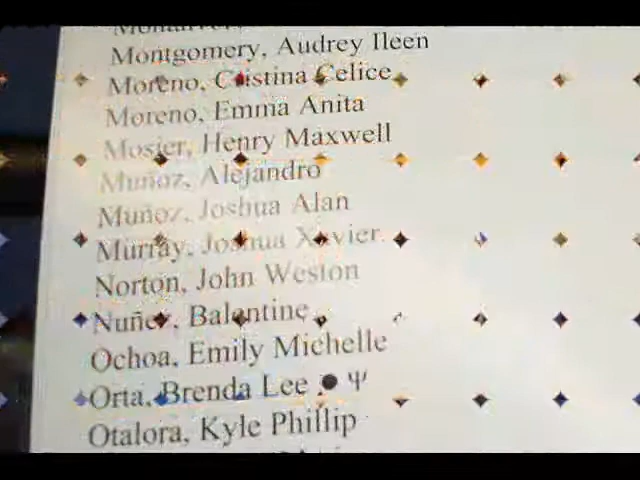 Montgomery, Audrey Ileen
Moreno, Cristina Celice
Moreno, Emma Anita
Mosier, Henry Maxwell
Muñoz, Alejandro
Muñoz, Joshua Alan
Murray, Joshua Xavier
Norton, John Weston
Nuñez, Balentine
Ochoa, Emily Michelle
Orta, Brenda Lee ● Ψ
Otalora, Kyle Phillip